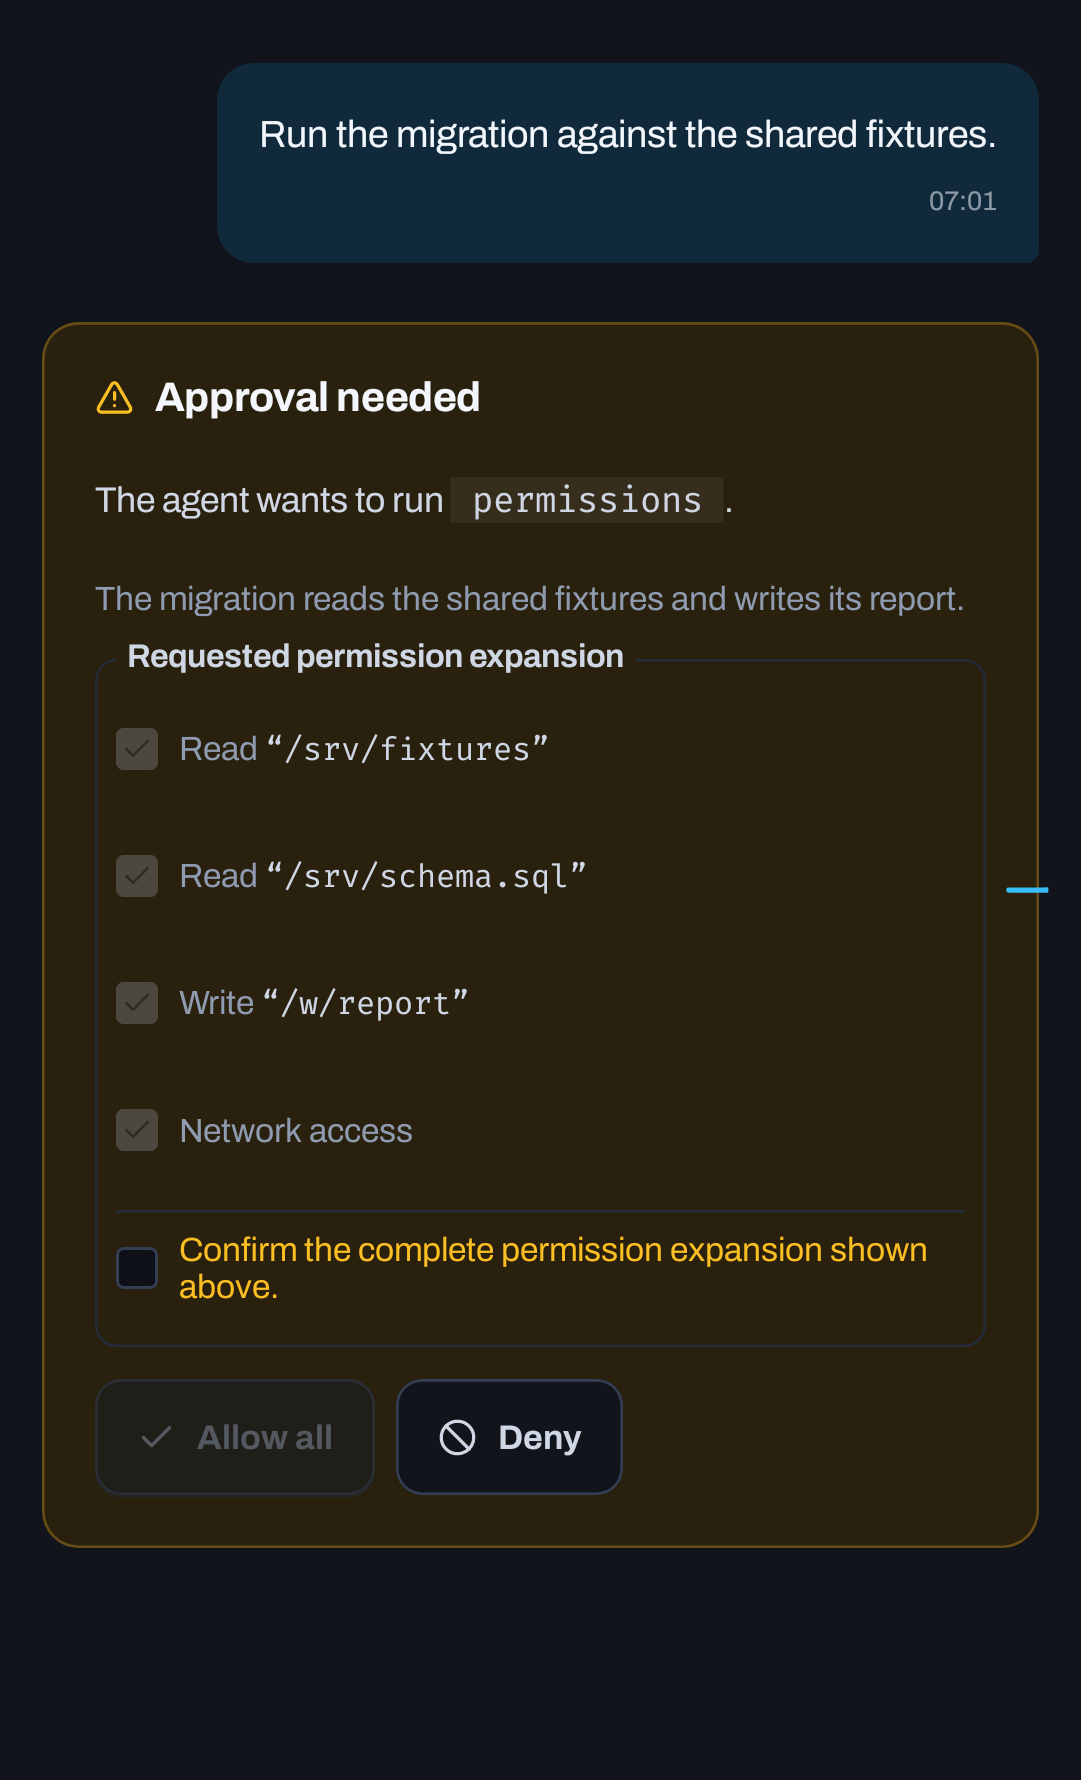 Run the migration against the shared fixtures.
07:01
Approval needed
The agent wants to run permissions .
The migration reads the shared fixtures and writes its report.
Requested permission expansion
Read “/srv/fixtures”
Read “/srv/schema.sql”
Write “/w/report”
Network access
Confirm the complete permission expansion shown
above.
Allow all
Deny